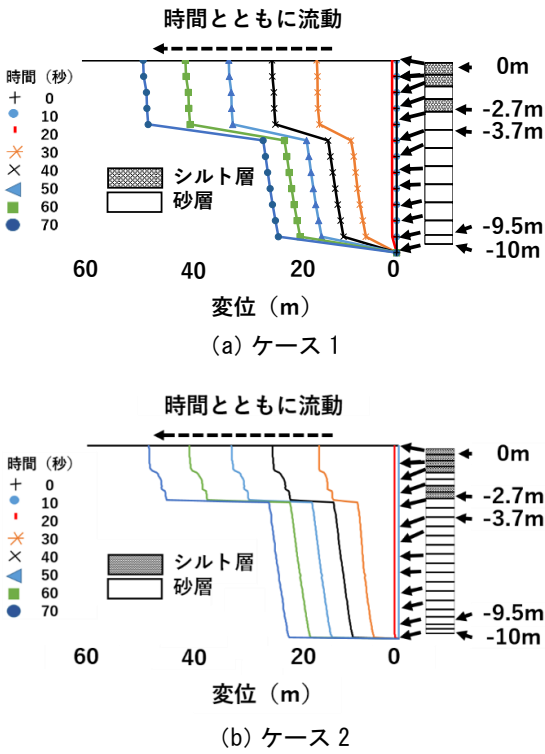 時間とともに流動
時間(秒)
0
10
20
30
40
50
60
70
シルト層
砂層
0m
-2.7m
-3.7m
-9.5m
-10m
60 40 20 0
変位(m)
(a) ケース 1
時間とともに流動
時間(秒)
0
10
20
30
40
50
60
70
シルト層
砂層
0m
-2.7m
-3.7m
-9.5m
-10m
60 40 20 0
変位(m)
(b) ケース 2